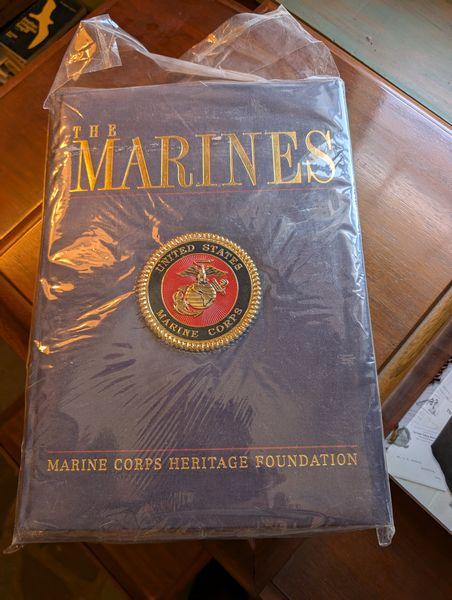 THE
MARINES
UNITED STATES
MARINE CORPS
MARINE CORPS HERITAGE FOUNDATION